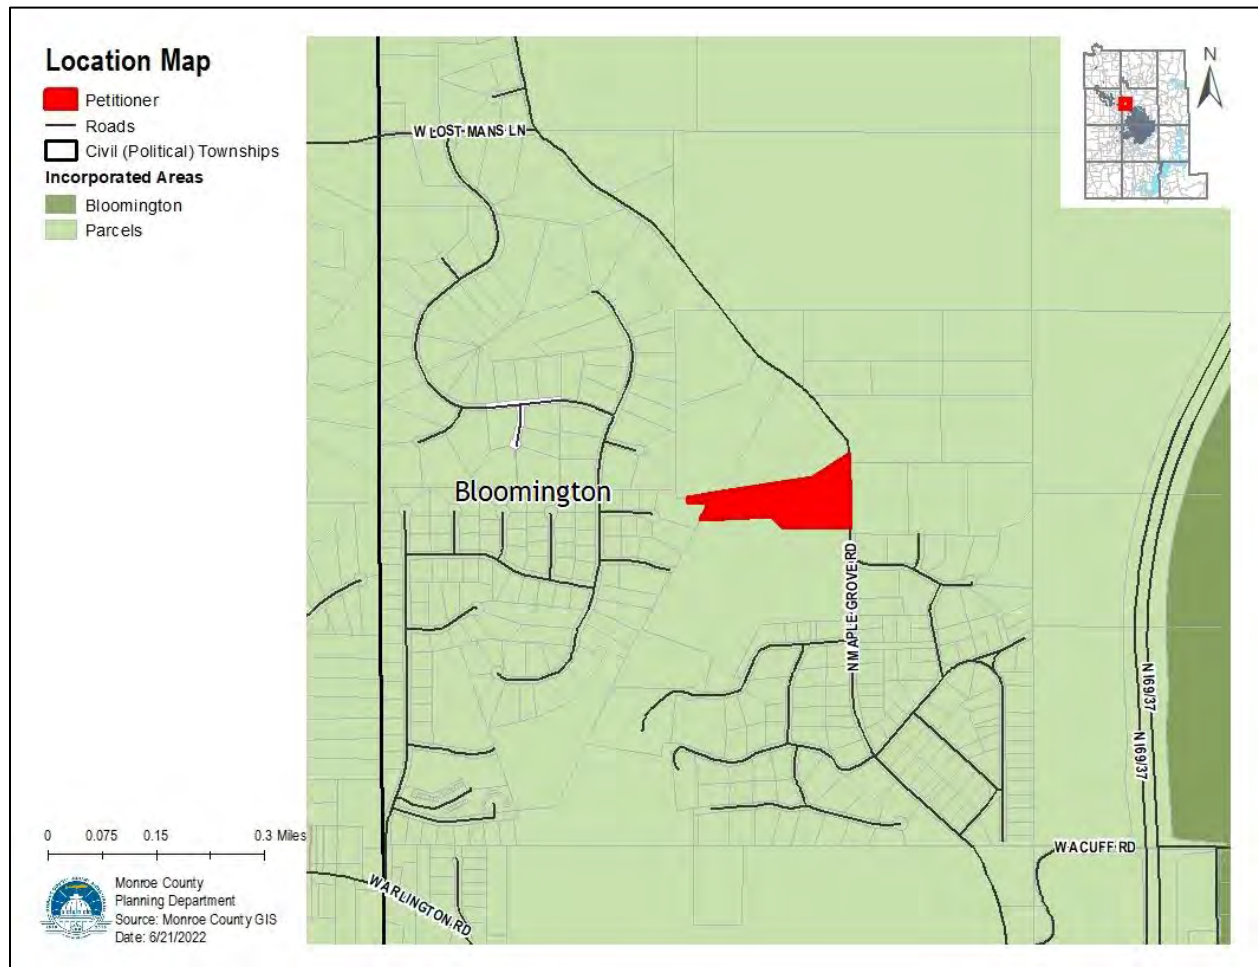 Location Map
Petitioner
Roads
Civil (Political) Townships
Incorporated Areas
Bloomington
Parcels
N
W LOST MANS LN
Bloomington
N MAPLE GROVE RD
N I69/37
N I69/37
W ACUFF RD
W ARLINGTON RD
0 0.075 0.15 0.3 Miles
Monroe County
Planning Department
Source: Monroe County GIS
Date: 6/21/2022